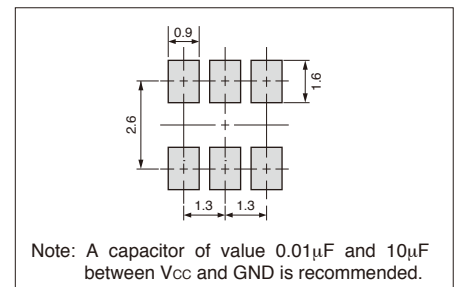 0.9
1.6
2.6
1.3 1.3
Note: A capacitor of value 0.01µF and 10µF
between Vcc and GND is recommended.